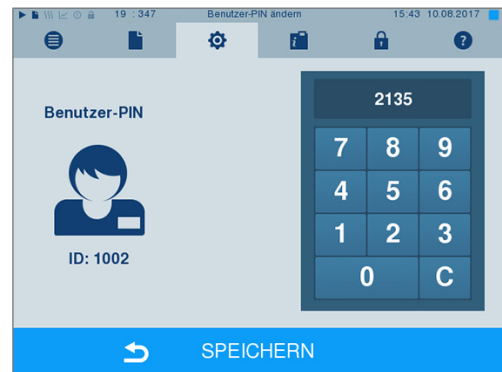 19 : 347 Benutzer-PIN ändern 15:43 10.08.2017
Benutzer-PIN
ID: 1002
2135
7 8 9
4 5 6
1 2 3
0 C
SPEICHERN